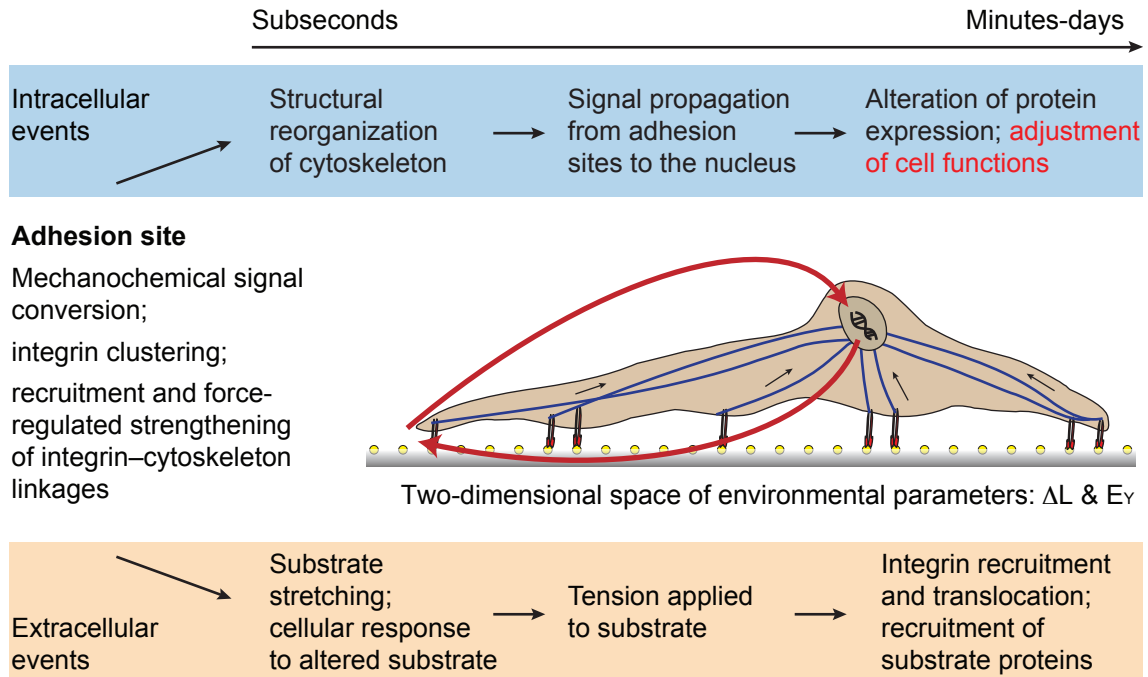 Subseconds
Minutes-days
Intracellular
events
Structural
reorganization
of cytoskeleton
Signal propagation
from adhesion
sites to the nucleus
Alteration of protein
expression; adjustment
of cell functions
Adhesion site
Mechanochemical signal
conversion;
integrin clustering;
recruitment and force-
regulated strengthening
of integrin–cytoskeleton
linkages
Two-dimensional space of environmental parameters: ΔL & EY
Extracellular
events
Substrate
stretching;
cellular response
to altered substrate
Tension applied
to substrate
Integrin recruitment
and translocation;
recruitment of
substrate proteins